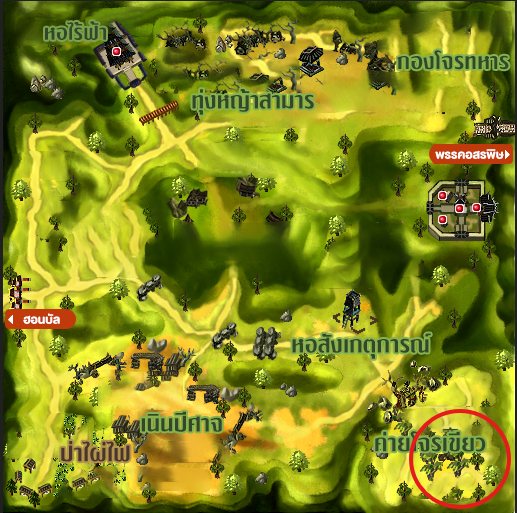 หอไร้ฟ้า
กองโจรทหาร
ทุ่งหญ้าสามาร
พรรคอสรพิษ
ฮอนบัล
หอสังเกตุการณ์
เนินปีศาจ
ค่ายโจรเขียว
ป่าไผ่ไฟ